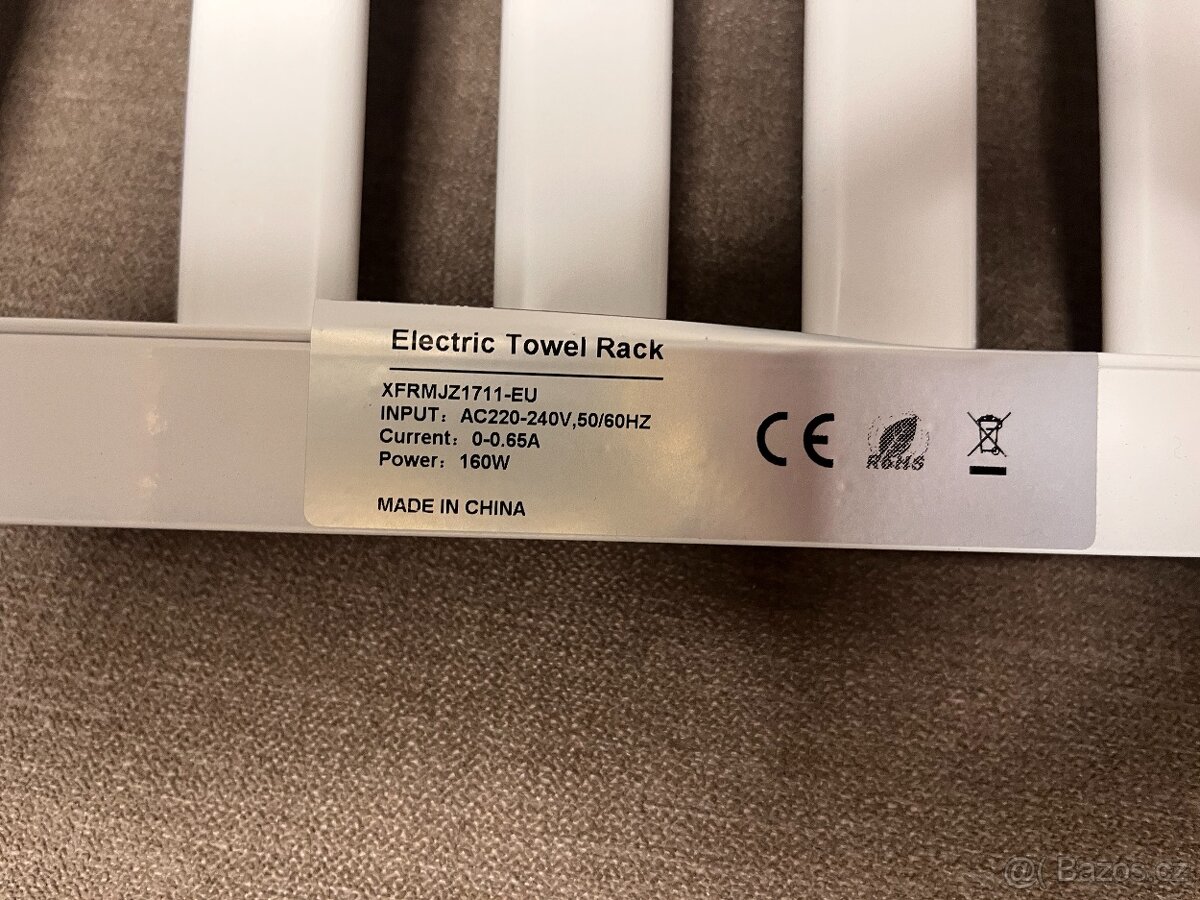 Electric Towel Rack
XFRMJZ1711-EU
INPUT: AC220-240V,50/60HZ
Current: 0-0.65A
Power: 160W
MADE IN CHINA
CE
RoHS
@( Bazos.cz